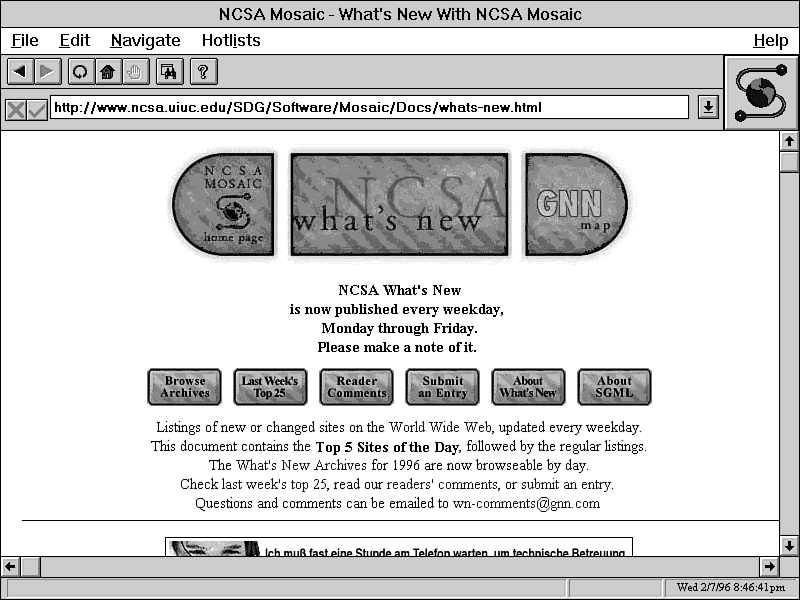 NCSA Mosaic - What's New With NCSA Mosaic
File Edit Navigate Hotlists Help
?
http://www.ncsa.uiuc.edu/SDG/Software/Mosaic/Docs/whats-new.html
NCSA
MOSAIC
home page
NCSA
what's new
GNN
map
NCSA What's New
is now published every weekday,
Monday through Friday.
Please make a note of it.
Browse
Archives
Last Week's
Top 25
Reader
Comments
Submit
an Entry
About
What's New
About
SGML
Listings of new or changed sites on the World Wide Web, updated every weekday.
This document contains the Top 5 Sites of the Day, followed by the regular listings.
The What's New Archives for 1996 are now browseable by day.
Check last week's top 25, read our readers' comments, or submit an entry.
Questions and comments can be emailed to wn-comments@gnn.com
Ich muß fast eine Stunde am Telefon warten, um technische Betreuung
Wed 2/7/96 8:46:41pm